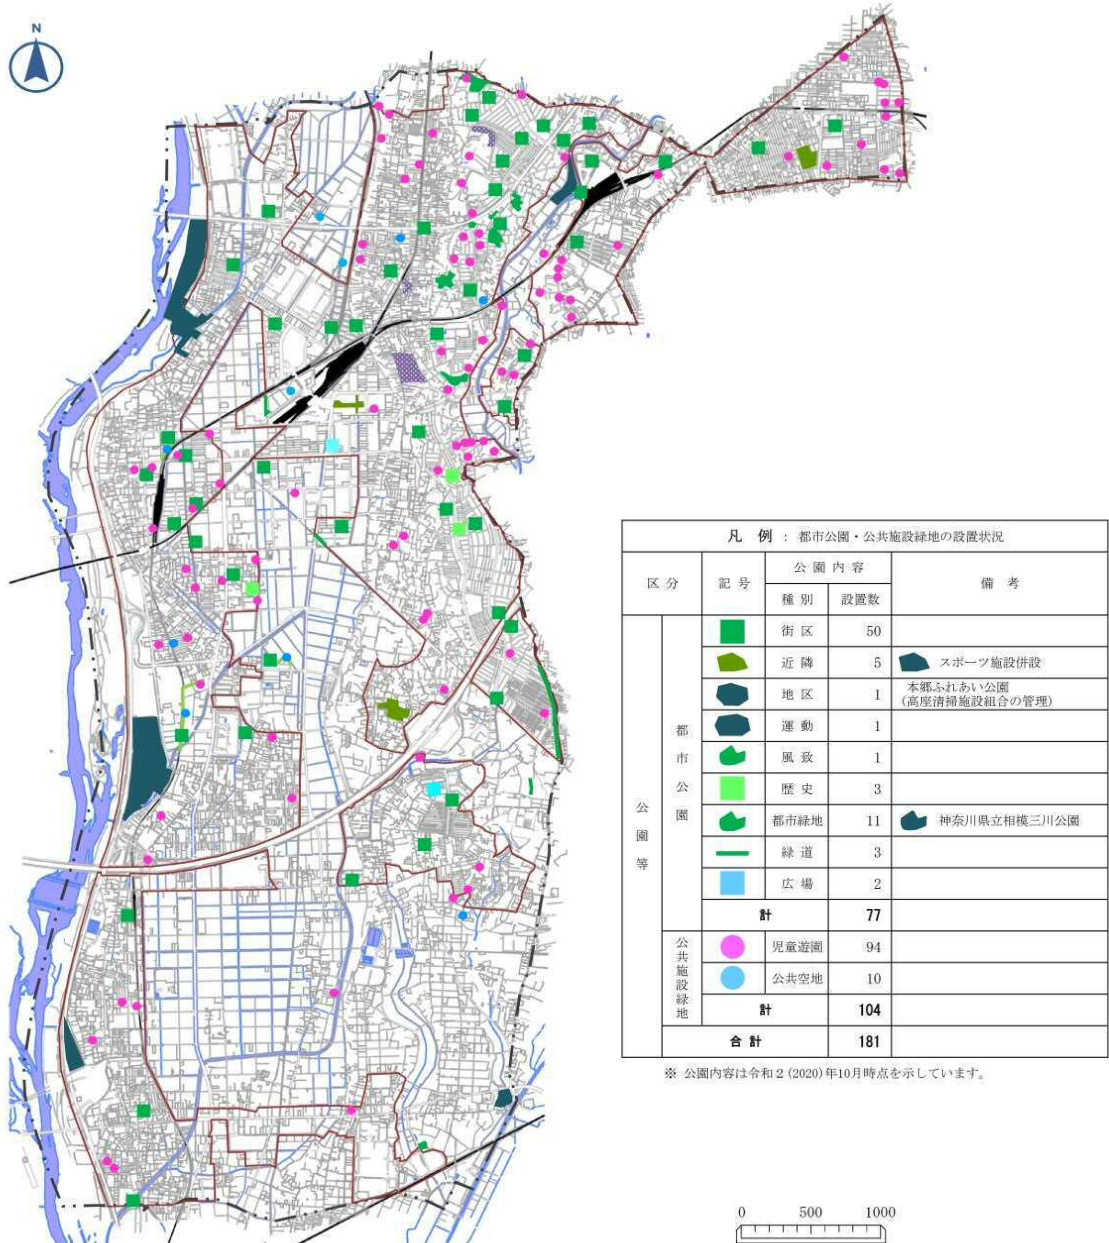 N
凡 例 : 都市公園・公共施設緑地の設置状況
区 分
記 号
公 園 内 容
備 考
種 別
設置数
公園等
都市公園
街 区 50
近 隣 5 スポーツ施設併設
地 区 1 本郷ふれあい公園
(高座清掃施設組合の管理)
運 動 1
風 致 1
歴 史 3
都市緑地 11 神奈川県立相模三川公園
緑 道 3
広 場 2
計 77
公共施設緑地
児童遊園 94
公共空地 10
計 104
合 計 181
※ 公園内容は令和2(2020)年10月時点を示しています。
0 500 1000